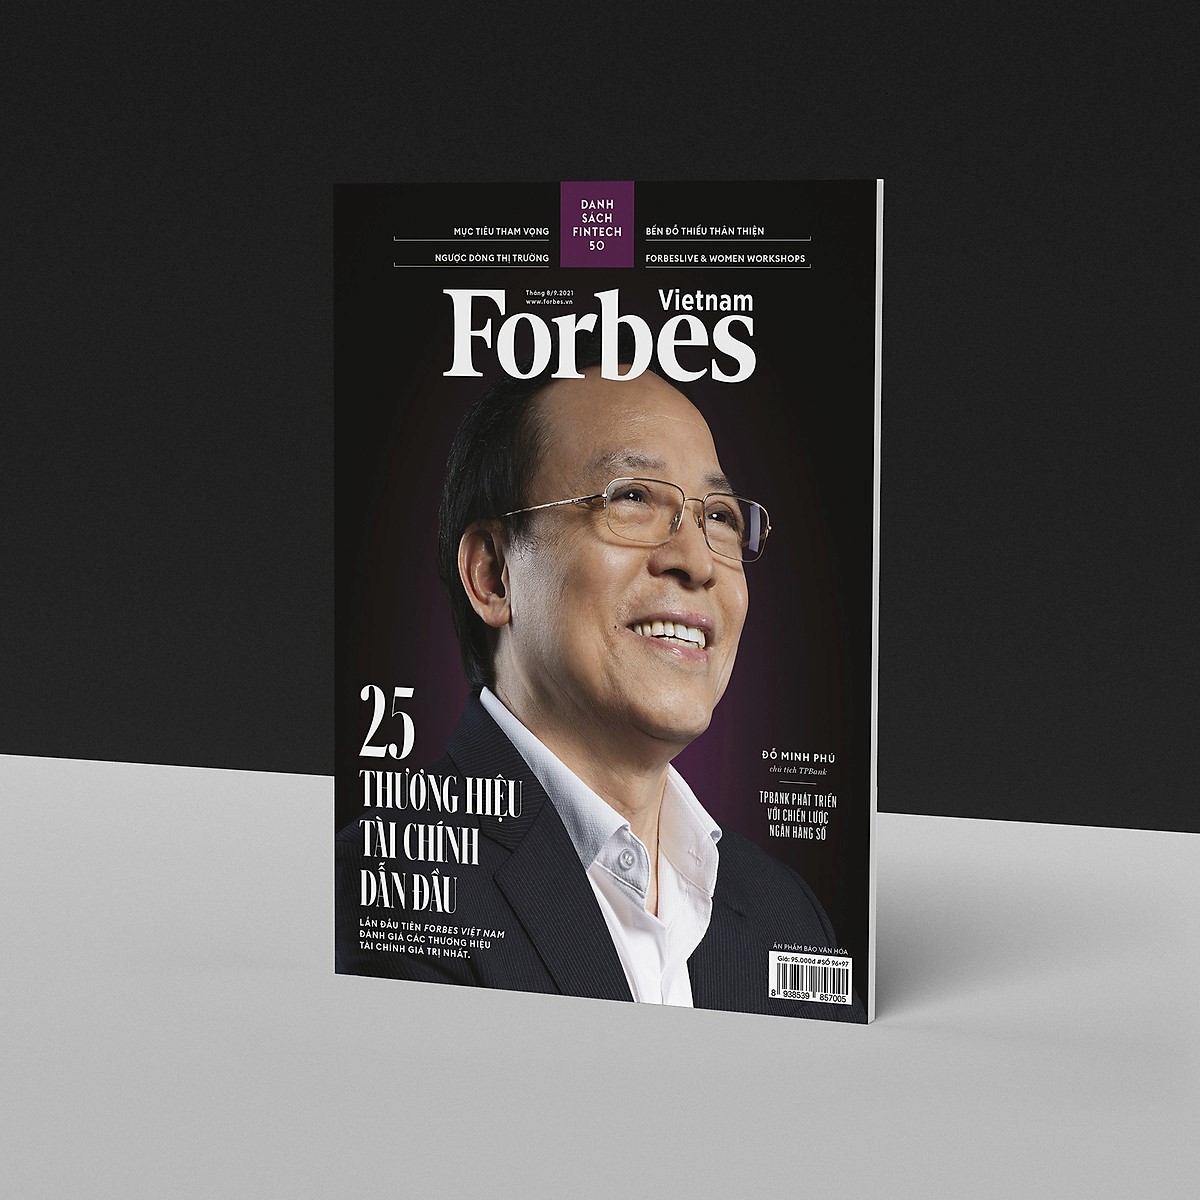 DANH
SÁCH
FINTECH
50
MỤC TIÊU THAM VỌNG
NGƯỢC DÒNG THỊ TRƯỜNG
BẾN ĐỖ THIẾU THÂN THIỆN
FORBESLIVE & WOMEN WORKSHOPS
Tháng 8/9.2021
www.forbes.vn
Vietnam
Forbes
25
THƯƠNG HIỆU
TÀI CHÍNH
DẪN ĐẦU
LẦN ĐẦU TIÊN FORBES VIỆT NAM
ĐÁNH GIÁ CÁC THƯƠNG HIỆU
TÀI CHÍNH GIÁ TRỊ NHẤT.
ĐỖ MINH PHÚ
chủ tịch TPBank
TPBANK PHÁT TRIỂN
VỚI CHIẾN LƯỢC
NGÂN HÀNG SỐ
ẤN PHẨM BÁO VĂN HÓA
Giá: 95.000đ #SỐ 96+97
8 938539 857005